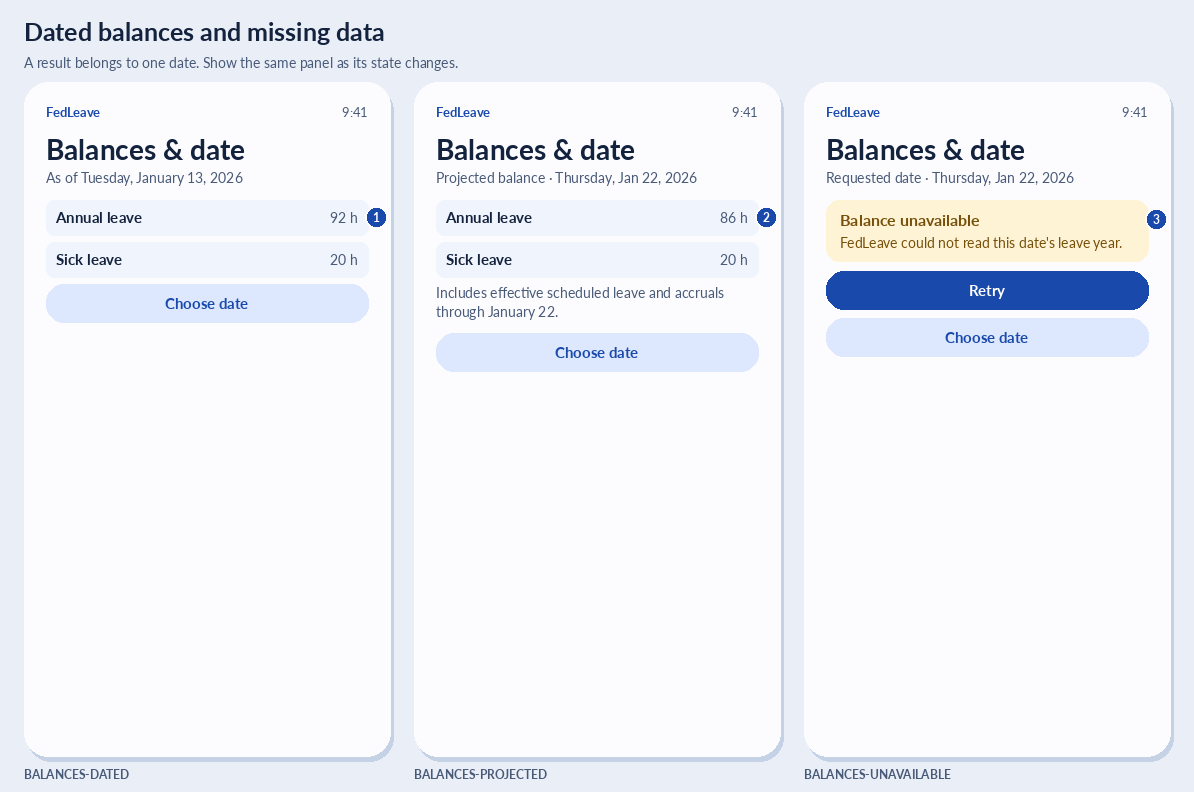 Dated balances and missing data
A result belongs to one date. Show the same panel as its state changes.
FedLeave 9:41
Balances & date
As of Tuesday, January 13, 2026
Annual leave 92 h 1
Sick leave 20 h
Choose date
BALANCES-DATED
FedLeave 9:41
Balances & date
Projected balance · Thursday, Jan 22, 2026
Annual leave 86 h 2
Sick leave 20 h
Includes effective scheduled leave and accruals
through January 22.
Choose date
BALANCES-PROJECTED
FedLeave 9:41
Balances & date
Requested date · Thursday, Jan 22, 2026
Balance unavailable 3
FedLeave could not read this date's leave year.
Retry
Choose date
BALANCES-UNAVAILABLE